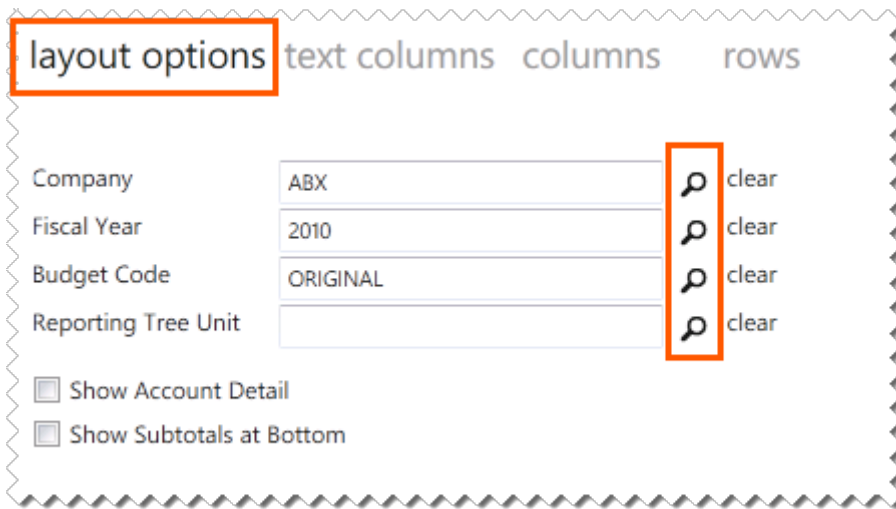 layout options text columns columns rows
Company ABX clear
Fiscal Year 2010 clear
Budget Code ORIGINAL clear
Reporting Tree Unit clear
Show Account Detail
Show Subtotals at Bottom